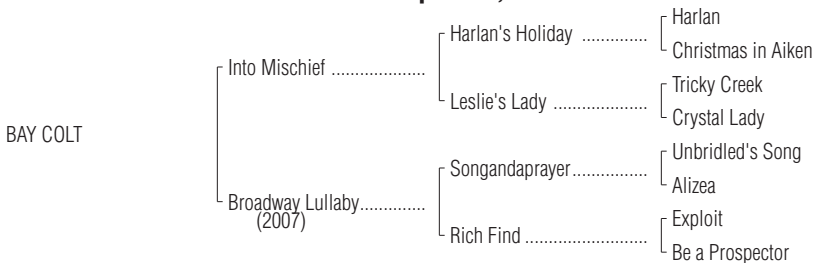 Harlan
Harlan's Holiday ..............
Christmas in Aiken
Into Mischief ....................
Tricky Creek
Leslie's Lady ....................
Crystal Lady
BAY COLT
Unbridled's Song
Songandaprayer................
Alizea
Broadway Lullaby..............
(2007)
Exploit
Rich Find ..........................
Be a Prospector